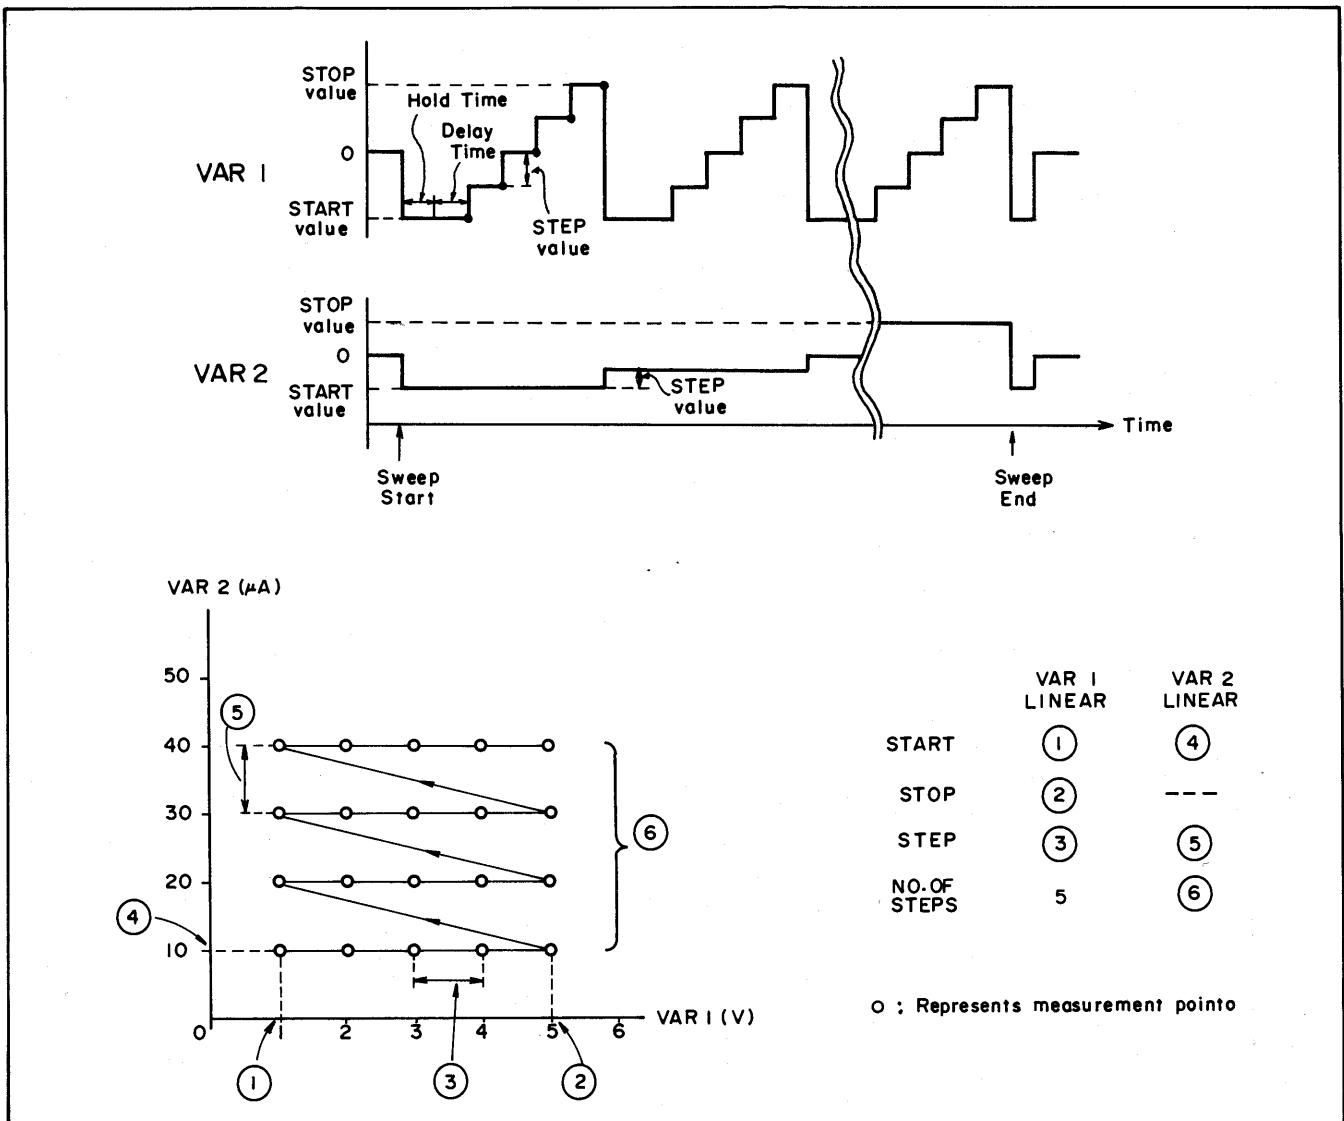 STOP
value
Hold Time
Delay
Time
0
VAR 1
START
value
STEP
value
STOP
value
0
VAR 2
START
value
STEP
value
Time
Sweep
Start
Sweep
End
VAR 2 (μA)
50
40
30
20
10
0
1
2
3
4
5
6
VAR 1 (V)
5
6
4
1
3
2
VAR 1
LINEAR
VAR 2
LINEAR
START
1
4
STOP
2
---
STEP
3
5
NO. OF
STEPS
5
6
o : Represents measurement pointo